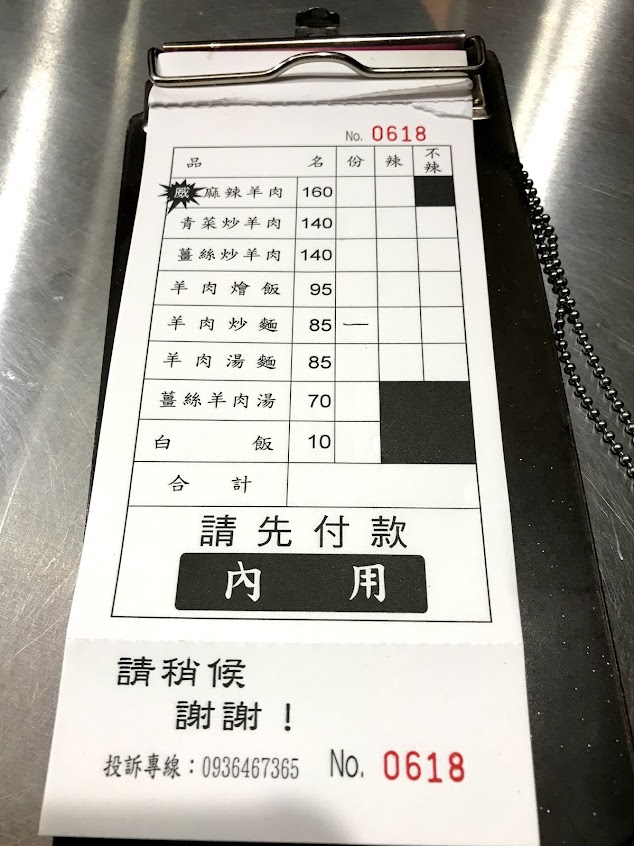 No. 0618
品 名 份 辣 不辣
威 麻辣羊肉 160
青菜炒羊肉 140
薑絲炒羊肉 140
羊肉燴飯 95
羊肉炒麵 85 一
羊肉湯麵 85
薑絲羊肉湯 70
白飯 10
合計
請先付款
內用
請稍候
謝謝！
投訴專線：0936467365 No. 0618